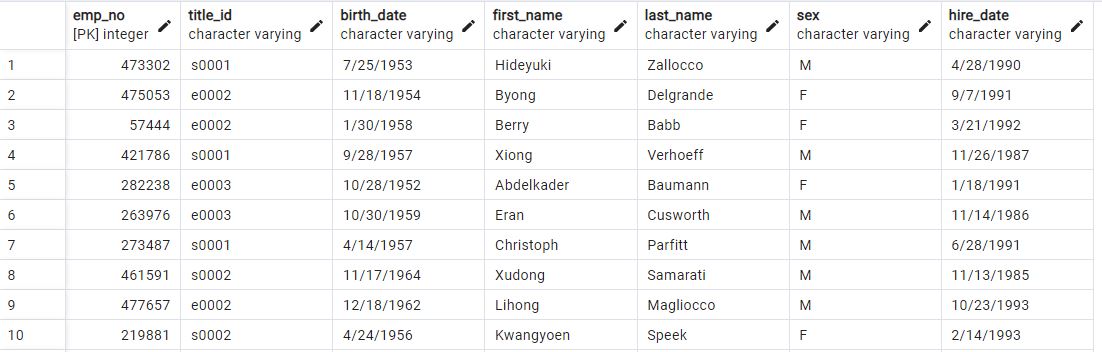 emp_no title_id birth_date first_name last_name sex hire_date
[PK] integer character varying character varying character varying character varying character varying character varying
1 473302 s0001 7/25/1953 Hideyuki Zallocco M 4/28/1990
2 475053 e0002 11/18/1954 Byong Delgrande F 9/7/1991
3 57444 e0002 1/30/1958 Berry Babb F 3/21/1992
4 421786 s0001 9/28/1957 Xiong Verhoeff M 11/26/1987
5 282238 e0003 10/28/1952 Abdelkader Baumann F 1/18/1991
6 263976 e0003 10/30/1959 Eran Cusworth M 11/14/1986
7 273487 s0001 4/14/1957 Christoph Parfitt M 6/28/1991
8 461591 s0002 11/17/1964 Xudong Samarati M 11/13/1985
9 477657 e0002 12/18/1962 Lihong Magliocco M 10/23/1993
10 219881 s0002 4/24/1956 Kwangyoen Speek F 2/14/1993